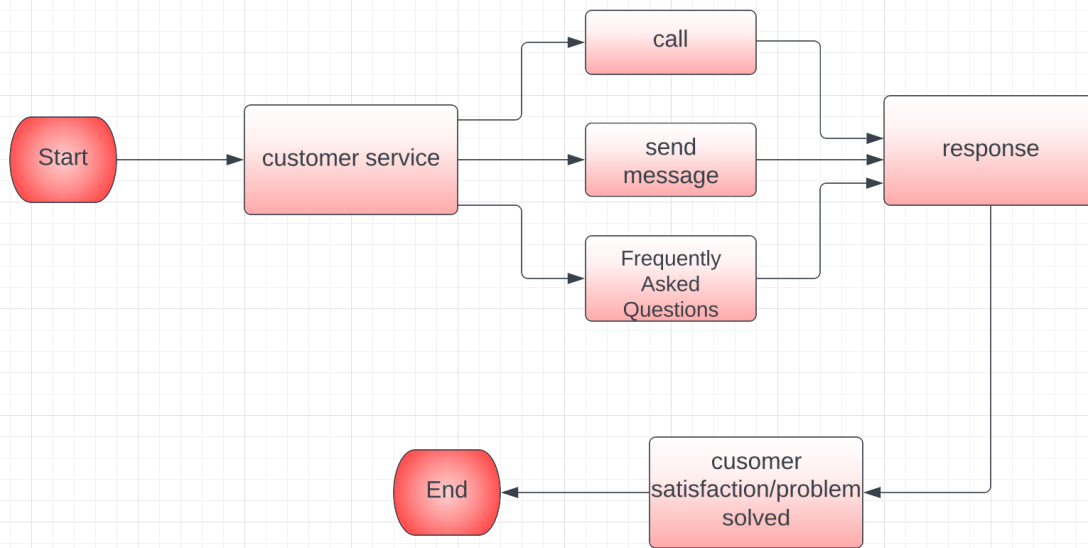 Start
customer service
call
send
message
Frequently
Asked
Questions
response
cusomer
satisfaction/problem
solved
End